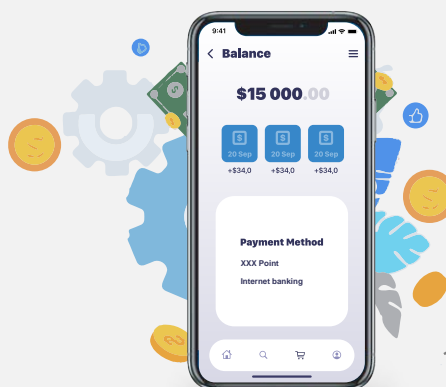 9:41
Balance
$15 000.00
$ $ $
20 Sep 20 Sep 20 Sep
+$34,0 +$34,0 +$34,0
Payment Method
XXX Point
Internet banking